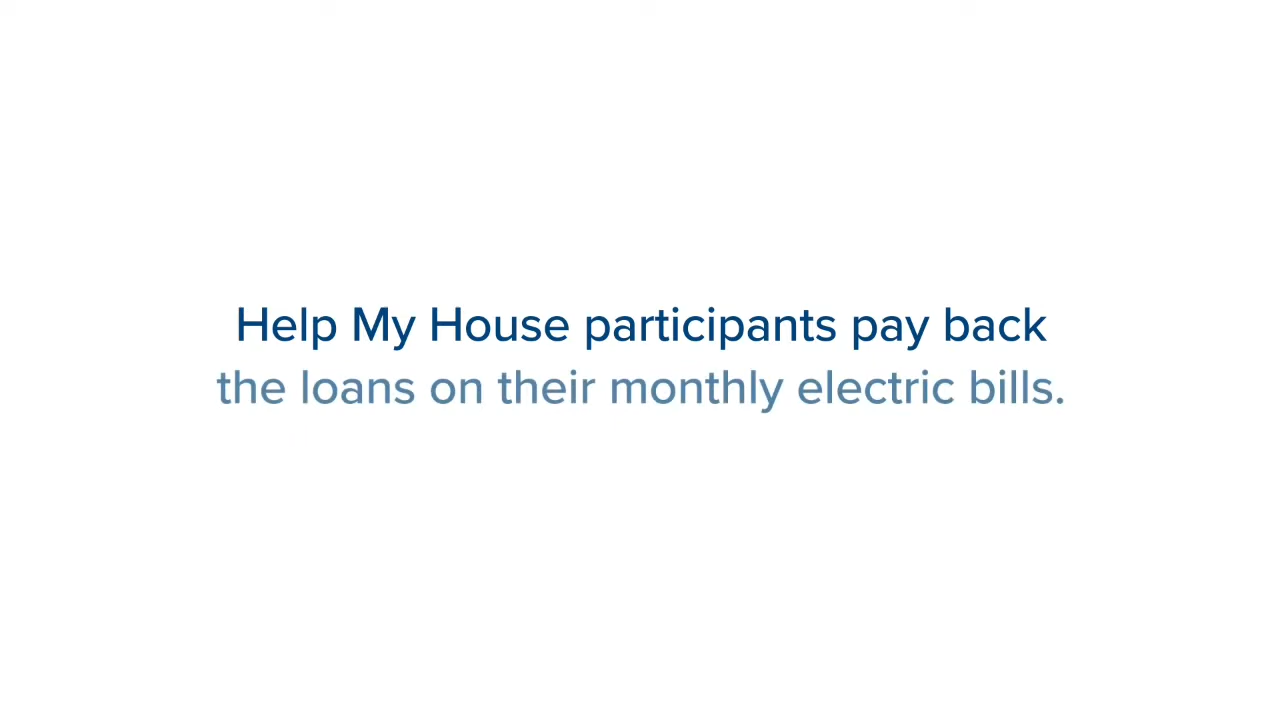 Help My House participants pay back
the loans on their monthly electric bills.